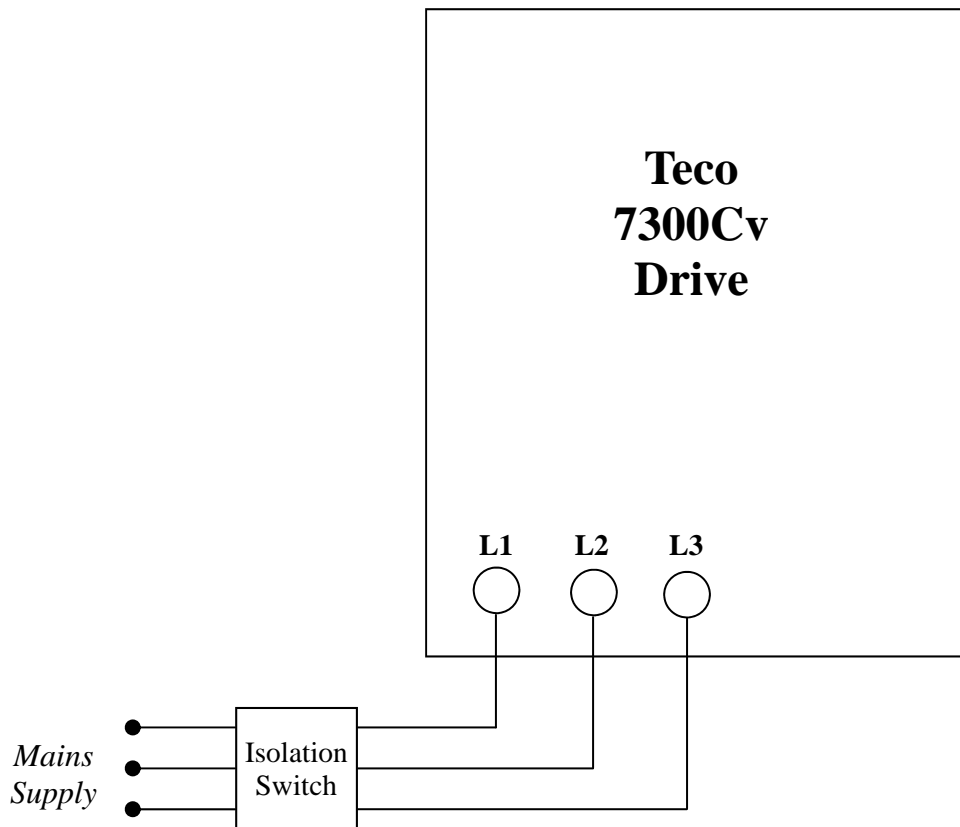 Teco
7300Cv
Drive
L1 L2 L3
Mains
Supply
Isolation
Switch